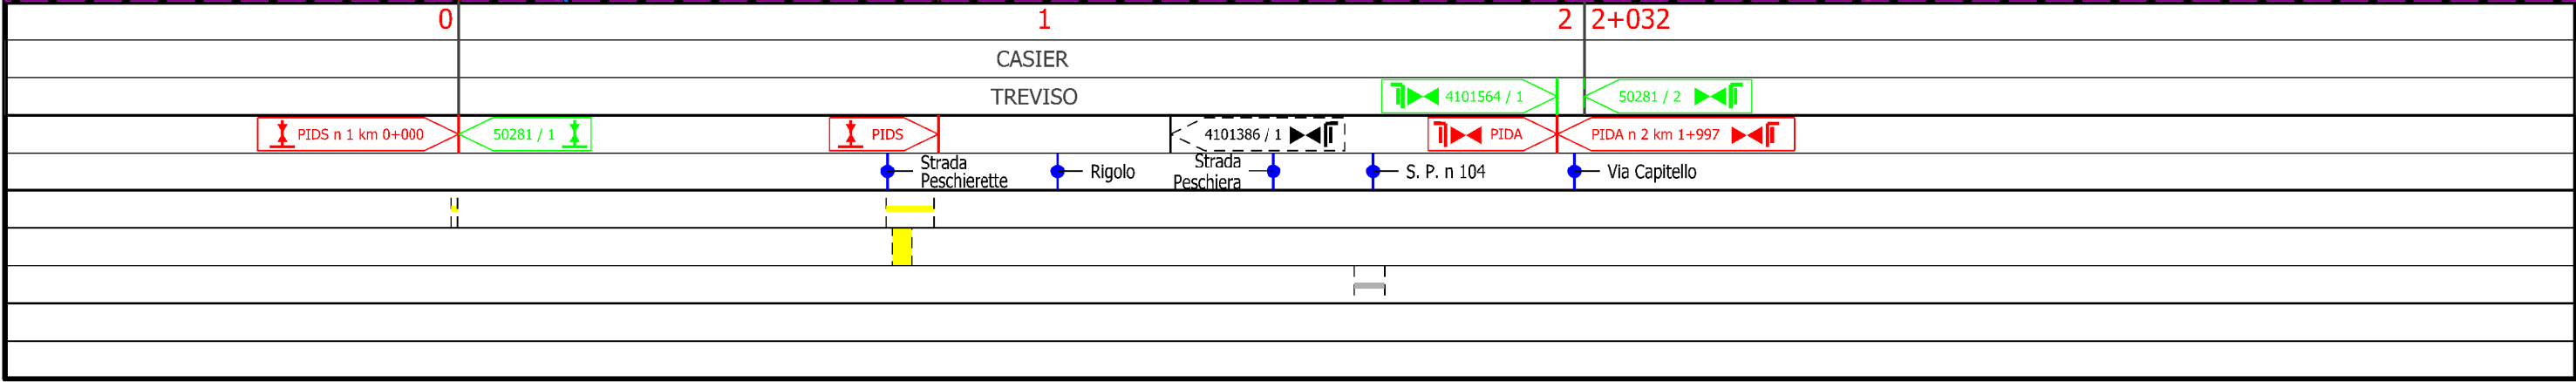 0 1 2 2+032
CASIER
TREVISO 4101564 / 1 50281 / 2
PIDS n 1 km 0+000 50281 / 1 PIDS 4101386 / 1 PIDA PIDA n 2 km 1+997
Strada
Peschierette
Rigolo
Strada
Peschiera
S. P. n 104
Via Capitello